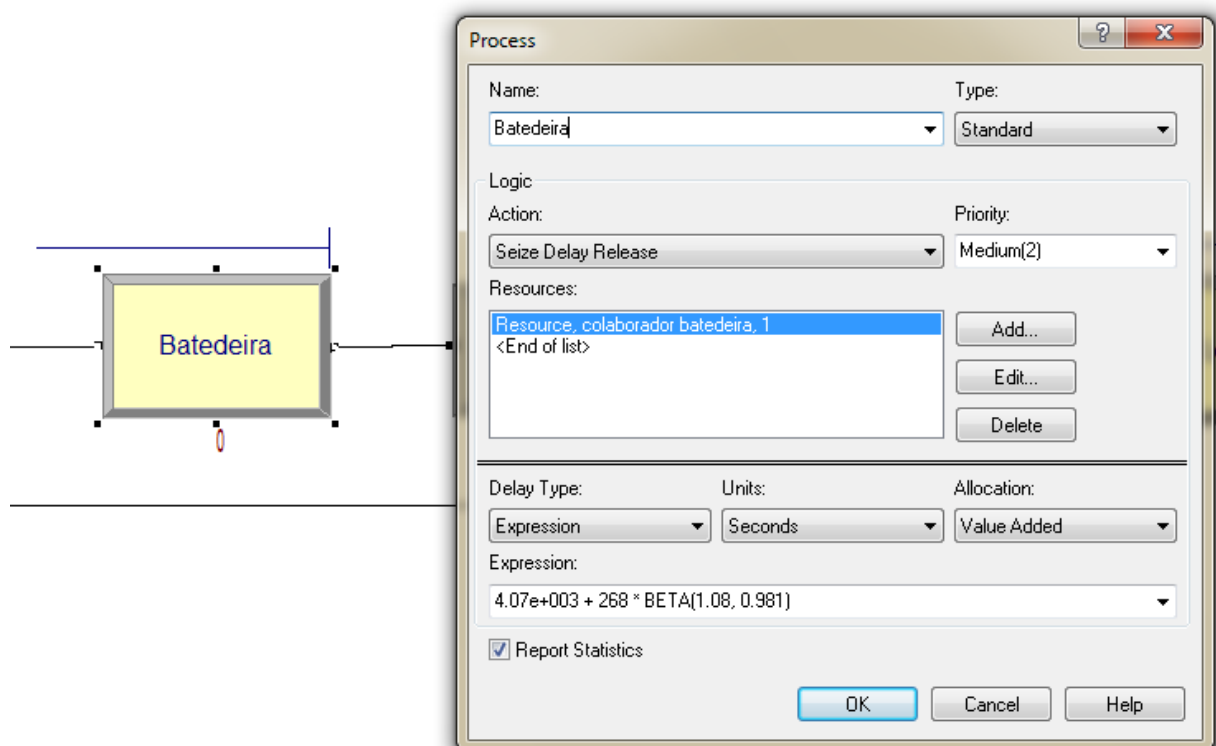 Process
Name:
Type:
Batedeira
Standard
Logic
Action:
Priority:
Seize Delay Release
Medium(2)
Resources:
Resource, colaborador batedeira, 1
<End of list>
Add...
Edit...
Delete
Batedeira
0
Delay Type:
Units:
Allocation:
Expression
Seconds
Value Added
Expression:
4.07e+003 + 268 * BETA(1.08, 0.981)
Report Statistics
OK
Cancel
Help